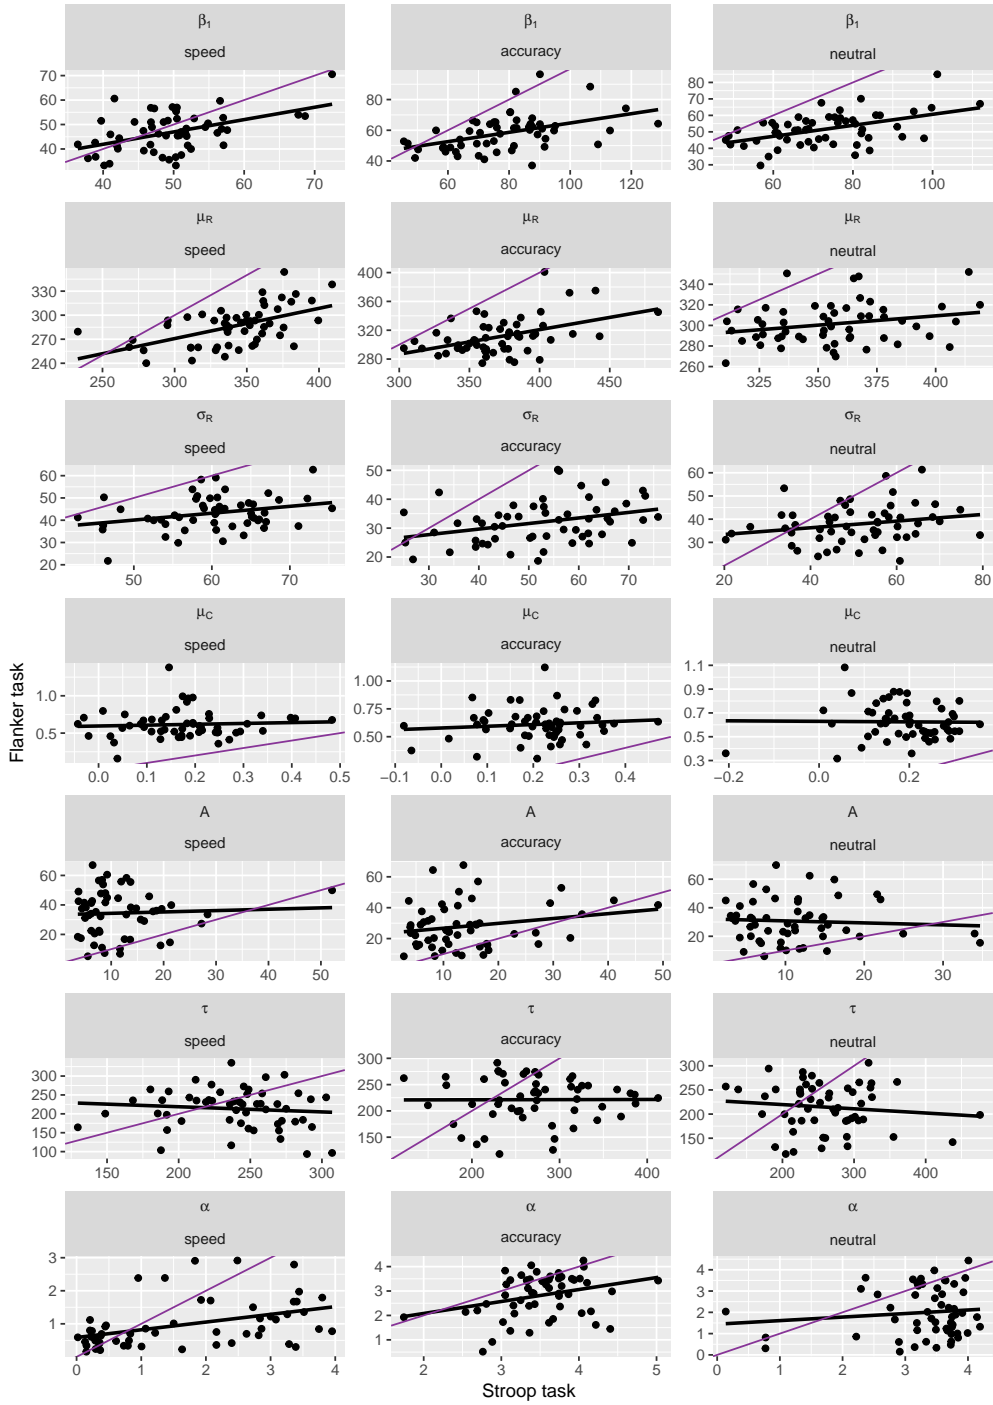 β1 β1 β1
speed accuracy neutral
70 60 50 40
80 60 40
80 70 60 50 40 30
40 50 60 70
60 80 100 120
60 80 100
μR μR μR
speed accuracy neutral
330 300 270 240
400 360 320 280
340 320 300 280 260
250 300 350 400
300 350 400 450
325 350 375 400
σR σR σR
speed accuracy neutral
60 50 40 30 20
50 40 30 20
60 50 40 30 20
50 60 70
30 40 50 60 70
20 30 40 50 60 70 80
μC μC μC
speed accuracy neutral
1.0 0.5
1.00 0.75 0.50
1.1 0.9 0.7 0.5 0.3
0.0 0.1 0.2 0.3 0.4 0.5
−0.1 0.0 0.1 0.2 0.3 0.4
−0.2 0.0 0.2
Flanker task
A A A
speed accuracy neutral
60 40 20
60 40 20
60 40 20
10 20 30 40 50
10 20 30 40 50
10 20 30
τ τ τ
speed accuracy neutral
300 250 200 150 100
300 250 200 150
300 250 200 150
150 200 250 300
150 200 250 300 350 400
200 300 400
α α α
speed accuracy neutral
3 2 1
4 3 2 1
4 3 2 1 0
0 1 2 3 4
2 3 4 5
0 1 2 3 4
Stroop task